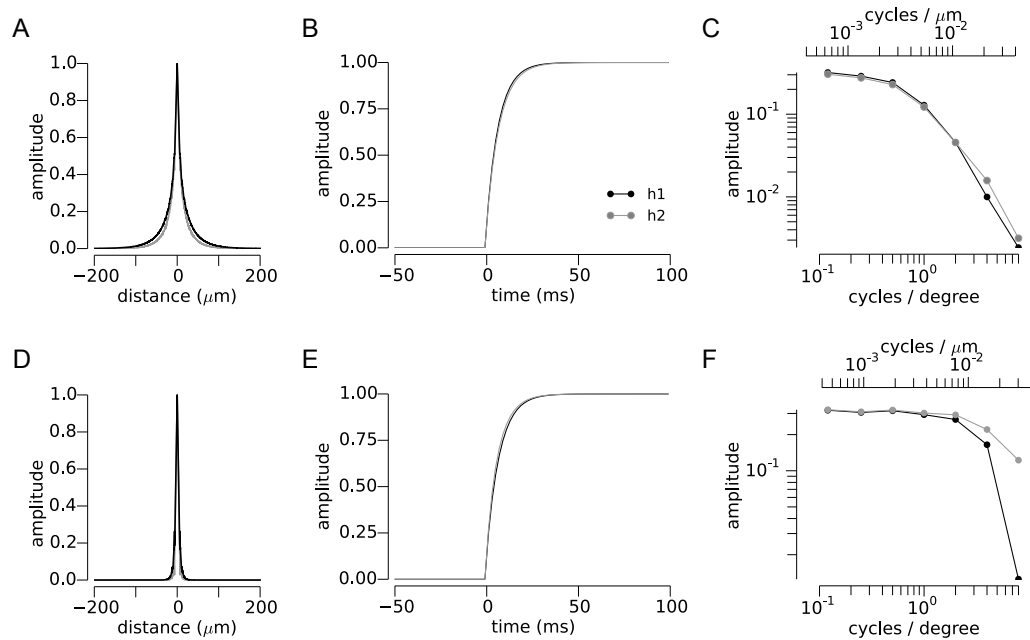 A
1.0
0.8
0.6
0.4
0.2
0.0
amplitude
−200
0
200
distance (μm)
B
1.00
0.75
0.50
0.25
0.00
amplitude
h1
h2
−50
0
50
100
time (ms)
C
cycles / μm
10⁻³
10⁻²
10⁻¹
10⁻²
amplitude
10⁻¹
10⁰
cycles / degree
D
1.0
0.8
0.6
0.4
0.2
0.0
amplitude
−200
0
200
distance (μm)
E
1.00
0.75
0.50
0.25
0.00
amplitude
−50
0
50
100
time (ms)
F
cycles / μm
10⁻³
10⁻²
10⁻¹
amplitude
10⁻¹
10⁰
cycles / degree